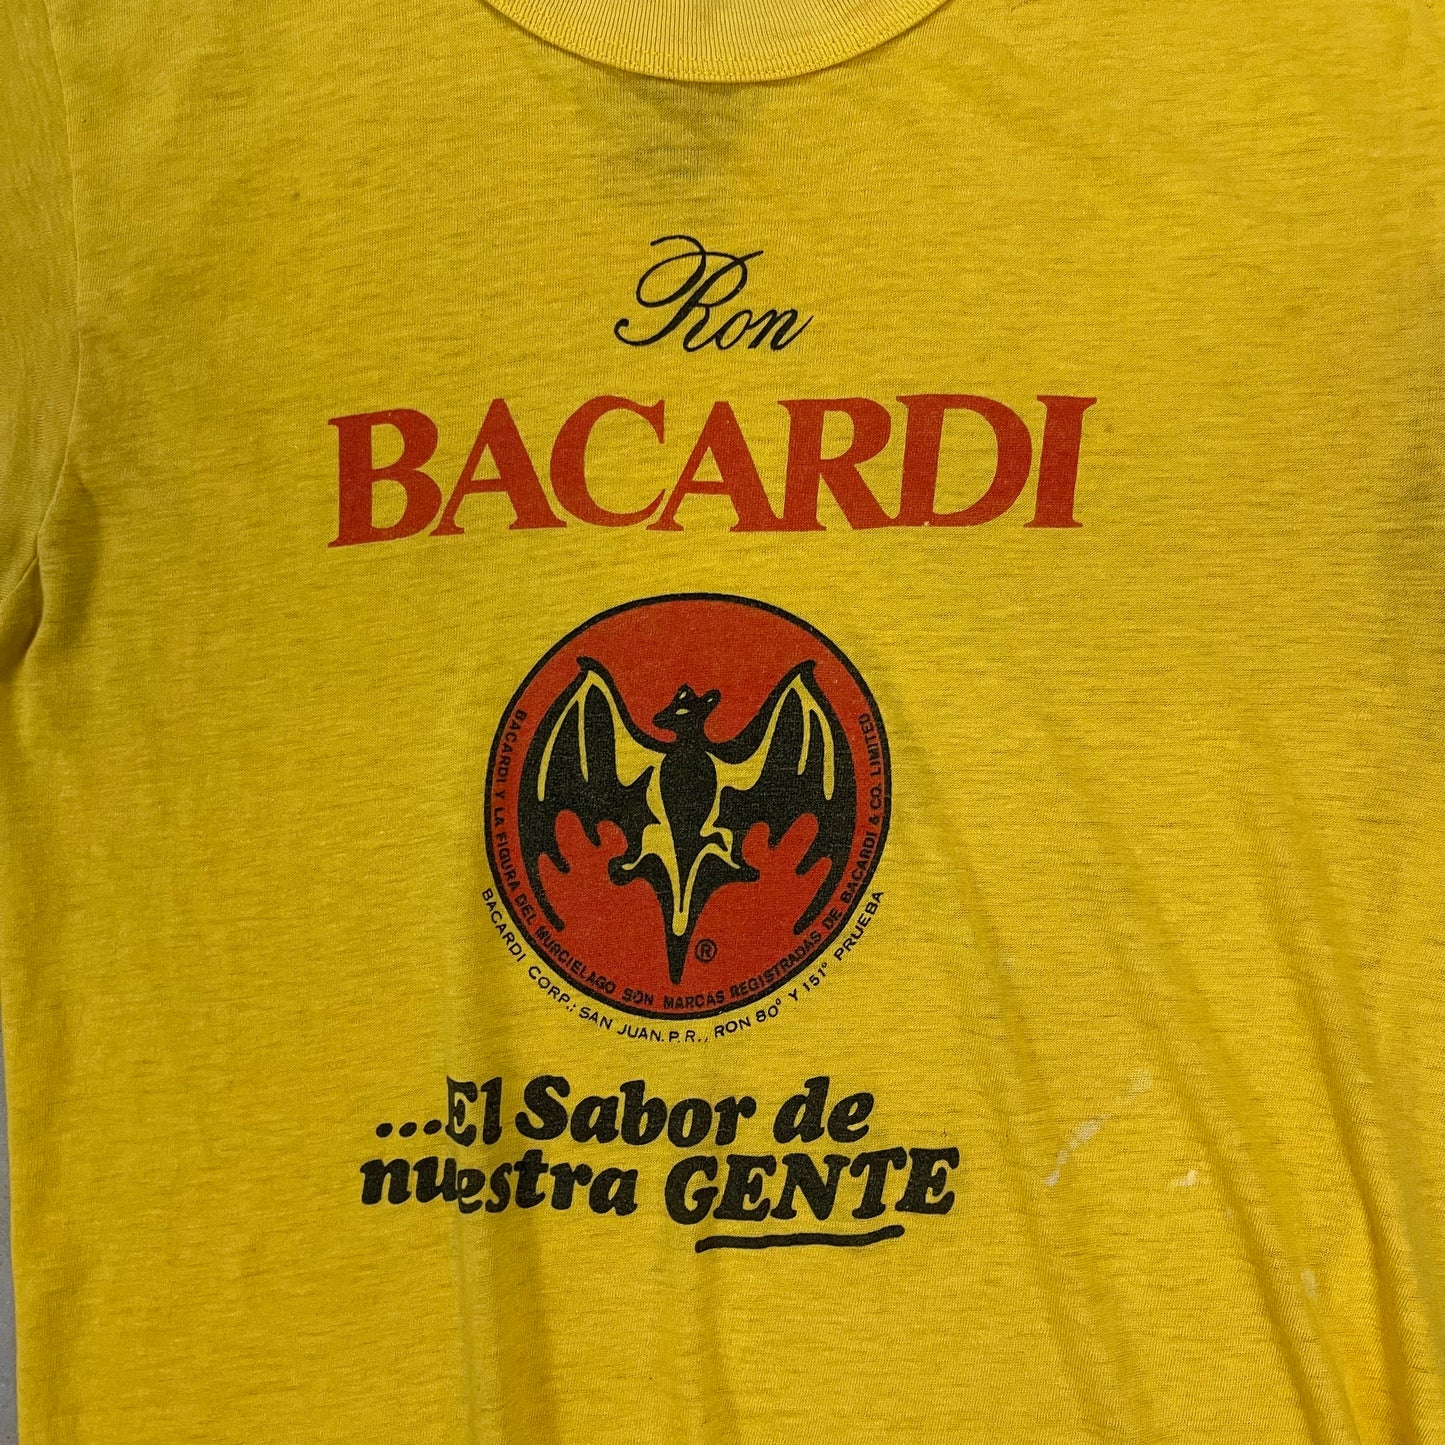 Ron
BACARDI
BACARDI Y LA FIGURA DEL MURCIELAGO SON MARCAS REGISTRADAS DE BACARDI & CO. LIMITED
®
BACARDI CORP.; SAN JUAN. P.R., RON 80° Y 151° PRUEBA
...El Sabor de
nuestra GENTE